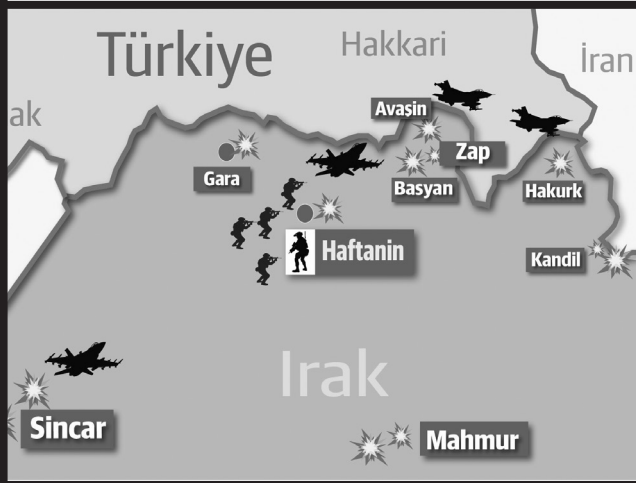 Türkiye
Hakkari
İran
ak
Avaşin
Zap
Gara
Basyan
Hakurk
Haftanin
Kandil
Irak
Sincar
Mahmur